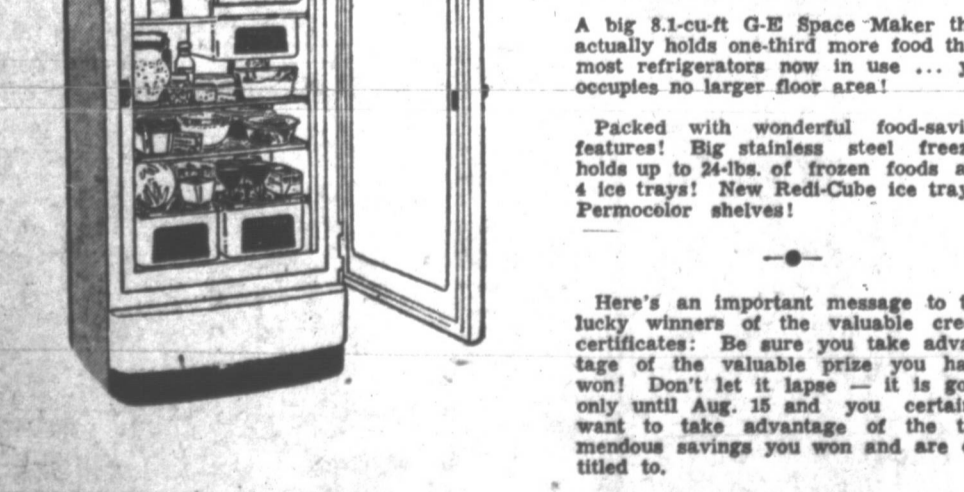 A big 8.1-cu-ft G-E Space Maker th
actually holds one-third more food th
most refrigerators now in use ... y
occupies no larger floor area!
Packed with wonderful food-savi
features! Big stainless steel freez
holds up to 24-lbs. of frozen foods a
4 ice trays! New Redi-Cube ice tray
Permocolor shelves!
Here's an important message to t
lucky winners of the valuable cre
certificates: Be sure you take adva
tage of the valuable prize you ha
won! Don't let it lapse — it is go
only until Aug. 15 and you certai
want to take advantage of the t
mendous savings you won and are e
titled to.